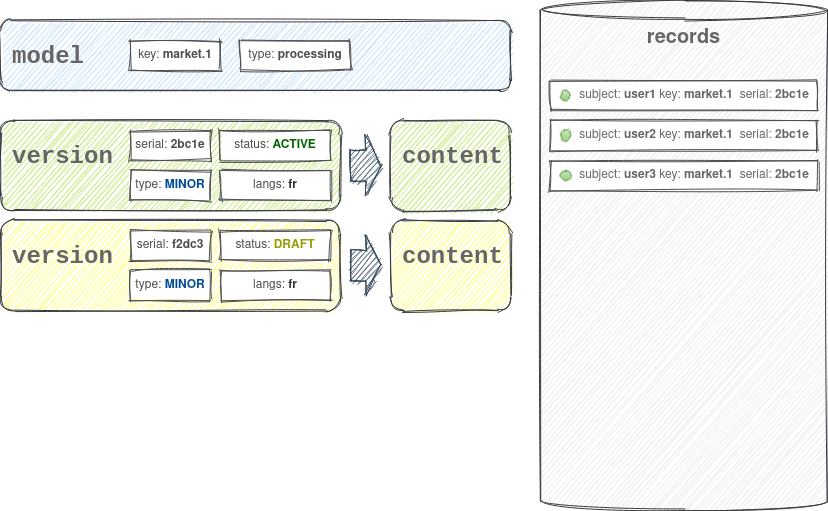 model
key: market.1
type: processing
version
serial: 2bc1e
status: ACTIVE
type: MINOR
langs: fr
content
version
serial: f2dc3
status: DRAFT
type: MINOR
langs: fr
content
records
subject: user1 key: market.1 serial: 2bc1e
subject: user2 key: market.1 serial: 2bc1e
subject: user3 key: market.1 serial: 2bc1e